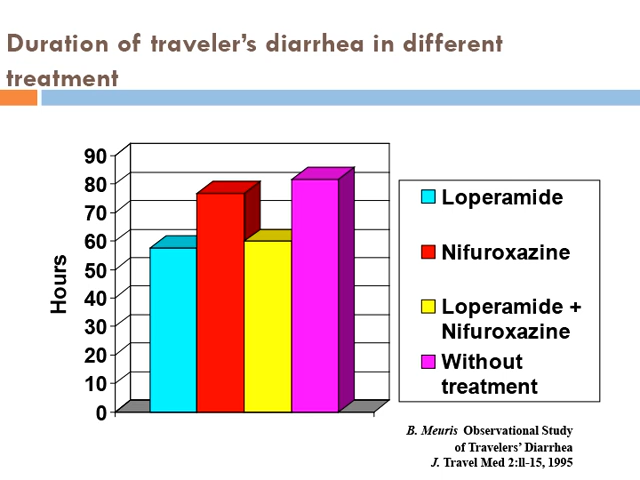 Duration of traveler's diarrhea in different
treatment
90
80
70
60
50
40
30
20
10
0
Hours
Loperamide
Nifuroxazine
Loperamide +
Nifuroxazine
Without
treatment
B. Meuris Observational Study
of Travelers' Diarrhea
J. Travel Med 2:ll-15, 1995